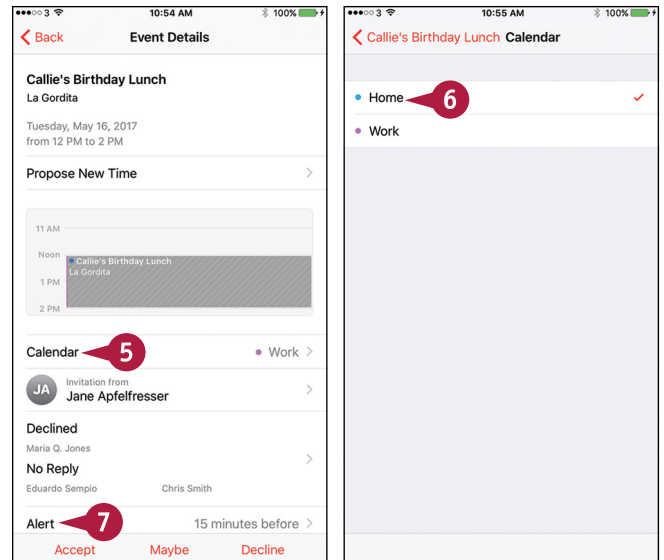 3 10:54 AM 100%
Back Event Details
Callie's Birthday Lunch
La Gordita
Tuesday, May 16, 2017
from 12 PM to 2 PM
Propose New Time
11 AM
Noon
Callie's Birthday Lunch
La Gordita
1 PM
2 PM
Calendar 5 Work
JA
Invitation from
Jane Apfelfresser
Declined
Maria Q. Jones
No Reply
Eduardo Sempio Chris Smith
Alert 7 15 minutes before
Accept Maybe Decline
3 10:55 AM 100%
Callie's Birthday Lunch Calendar
Home 6
Work